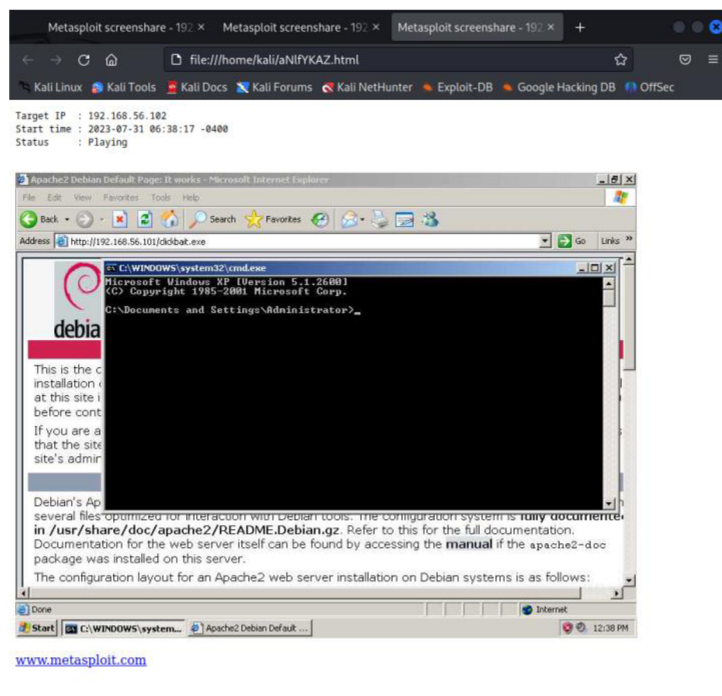 Metasploit screenshare - 192 × Metasploit screenshare - 192 × Metasploit screenshare - 192 × +
file:///home/kali/aNlfYKAZ.html
Kali Linux Kali Tools Kali Docs Kali Forums Kali NetHunter Exploit-DB Google Hacking DB OffSec
Target IP : 192.168.56.102
Start time : 2023-07-31 06:38:17 -0400
Status : Playing
Apache2 Debian Default Page: It works - Microsoft Internet Explorer
File Edit View Favorites Tools Help
Back Search Favorites
Address http://192.168.56.101/clickbait.exe Go Links »
C:\WINDOWS\system32\cmd.exe
Microsoft Windows XP [Version 5.1.2600]
(C) Copyright 1985-2001 Microsoft Corp.
C:\Documents and Settings\Administrator>_
debia
This is the
installation
at this site
before cont
If you are a
that the site
site's admin
Debian's Ap
several files optimized for interaction with Debian tools. The configuration system is fully documente
in /usr/share/doc/apache2/README.Debian.gz. Refer to this for the full documentation.
Documentation for the web server itself can be found by accessing the manual if the apache2-doc
package was installed on this server.
The configuration layout for an Apache2 web server installation on Debian systems is as follows:
Done Internet
Start C:\WINDOWS\system... Apache2 Debian Default ... 12:38 PM
www.metasploit.com